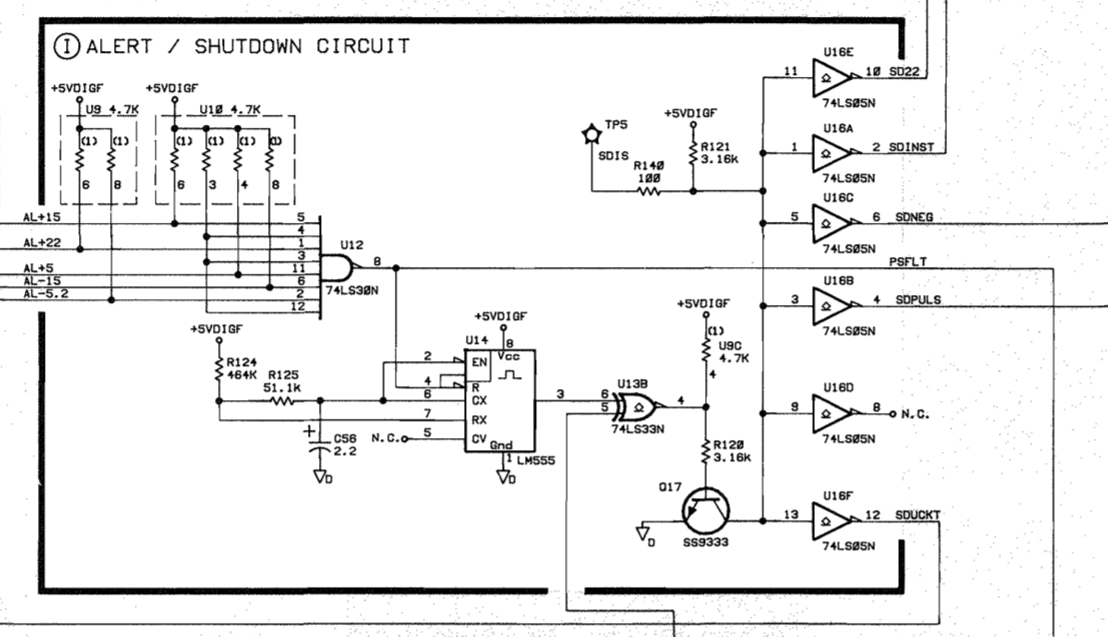 I ALERT / SHUTDOWN CIRCUIT
+5VDIGF
U9 4.7K
(1)
(1)
6
8
+5VDIGF
U10 4.7K
(1)
(1)
(1)
(1)
6
3
4
8
AL+15
AL+22
AL+5
AL-15
AL-5.2
5
4
1
3
11
6
2
12
U12
8
74LS30N
+5VDIGF
R124
464K
R125
51.1K
+
C56
2.2
D
N.C.
+5VDIGF
U14
8
Vcc
2
EN
4
R
6
CX
7
RX
5
CV
Gnd
1
LM555
D
3
U13B
6
5
4
74LS33N
+5VDIGF
(1)
U9C
4.7K
4
R120
3.16K
Q17
SS9333
D
TP5
SDIS
R140
100
+5VDIGF
R121
3.16K
U16E
11
10
SD22
74LS05N
U16A
1
2
SDINST
74LS05N
U16C
5
6
SDNEG
74LS05N
PSFLT
U16B
3
4
SDPULS
74LS05N
U16D
9
8
N.C.
74LS05N
U16F
13
12
SDUCKT
74LS05N